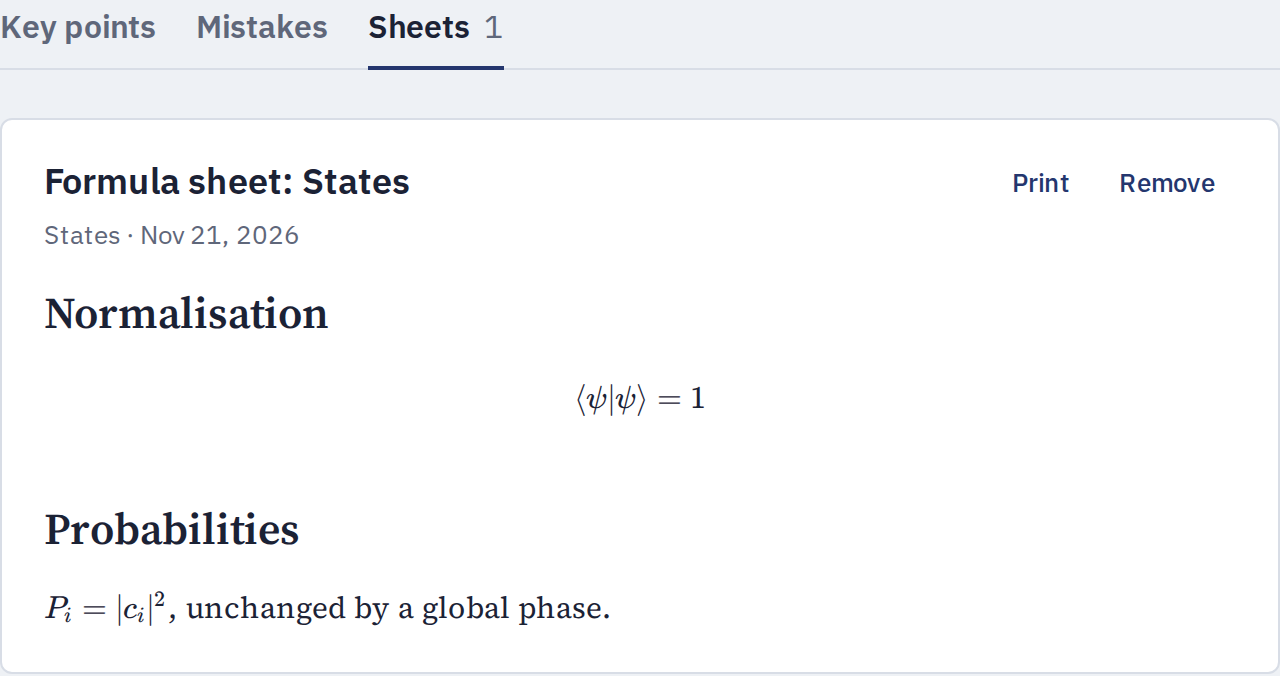 Key points Mistakes Sheets 1
Formula sheet: States Print Remove
States · Nov 21, 2026
Normalisation
⟨ψ|ψ⟩ = 1
Probabilities
Pᵢ = |cᵢ|², unchanged by a global phase.